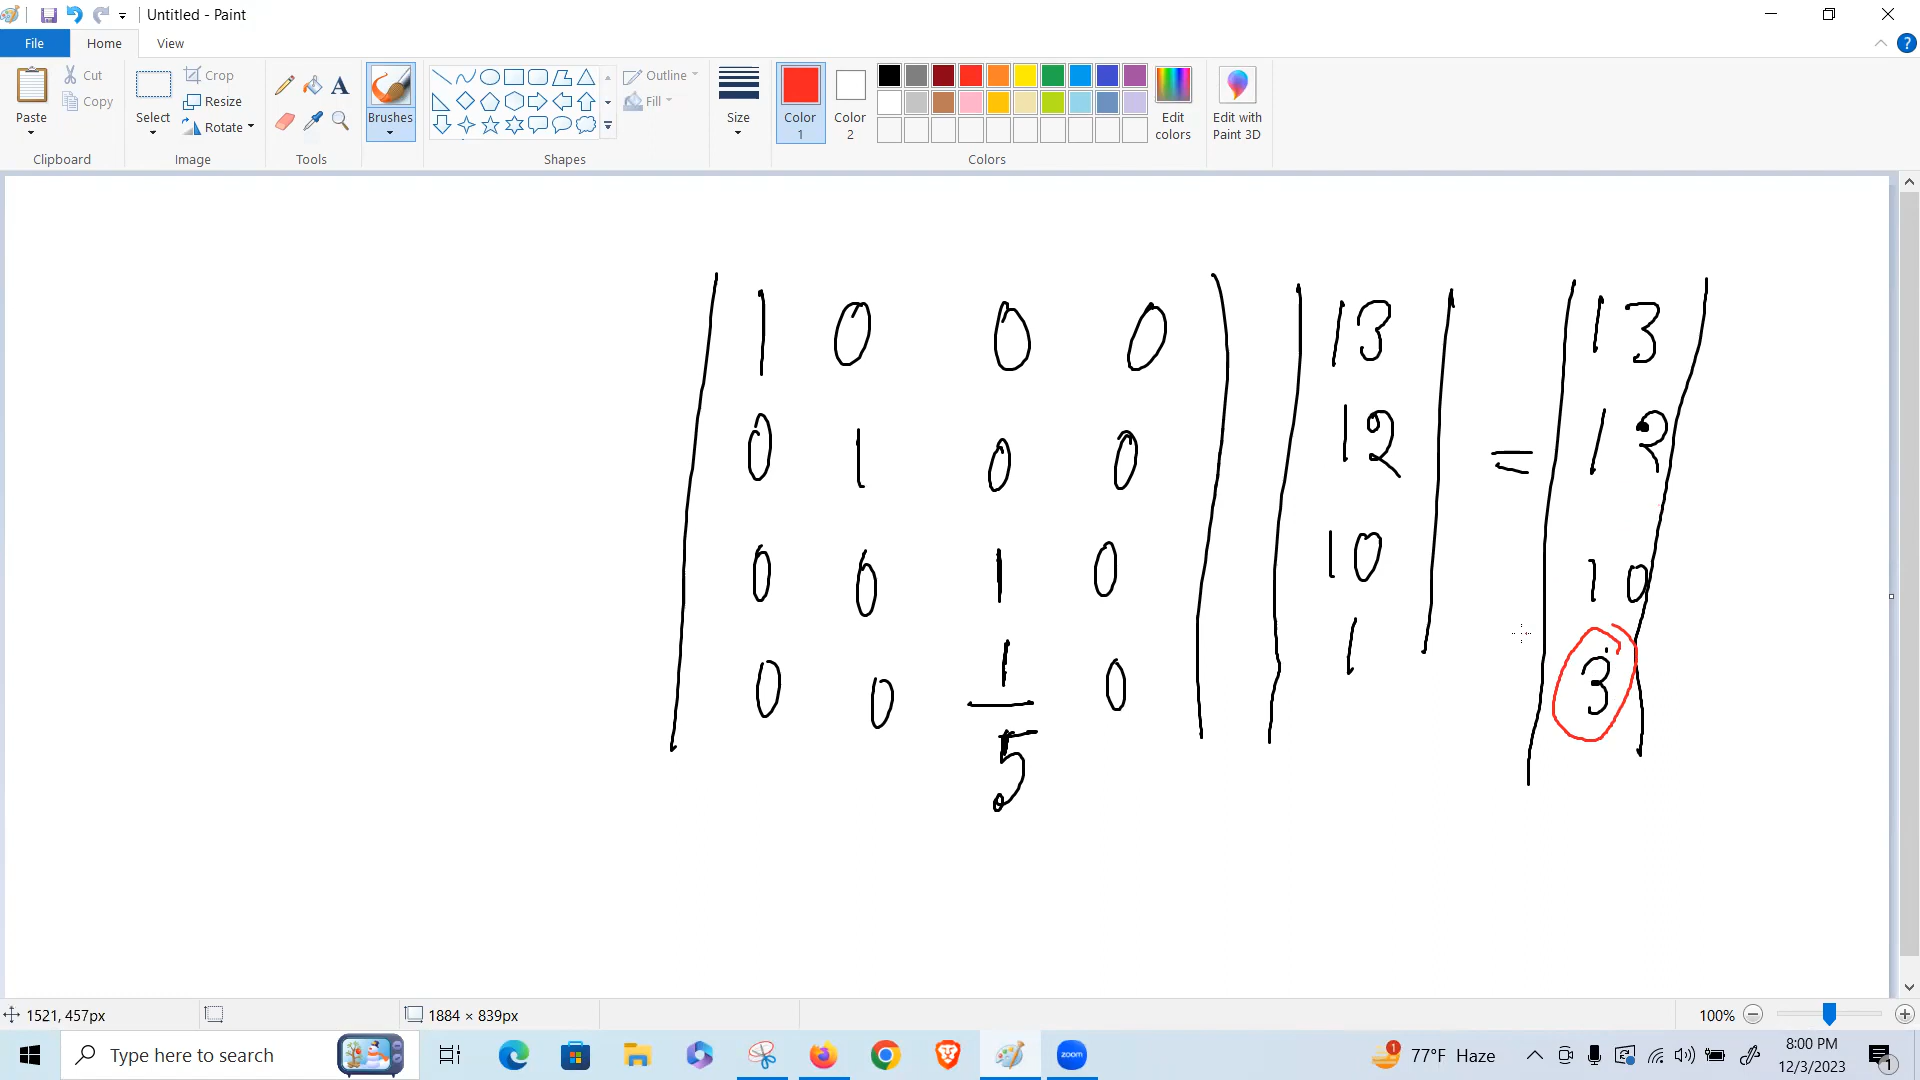 Untitled - Paint
File Home View
Paste Cut Copy Clipboard
Select Crop Resize Rotate Image
Tools
Brushes
Outline Fill Shapes
Size
Color 1 Color 2 Edit colors Colors
Edit with Paint 3D
1 0 0 0 13 = 13
0 1 0 0 12 12
0 0 1 0 10 10
0 0 1/5 0 1 3
1521, 457px 1884 × 839px 100%
Type here to search zoom 1 77°F Haze 8:00 PM 1
12/3/2023